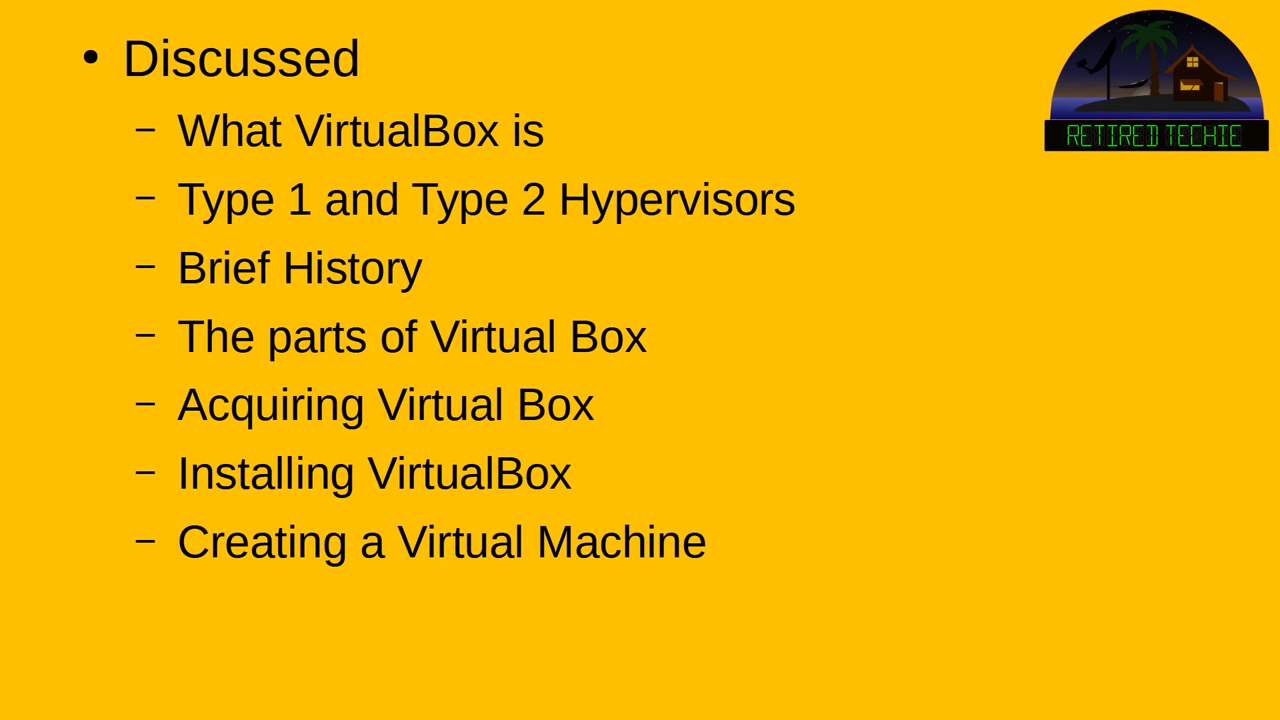 • Discussed
– What VirtualBox is
– Type 1 and Type 2 Hypervisors
– Brief History
– The parts of Virtual Box
– Acquiring Virtual Box
– Installing VirtualBox
– Creating a Virtual Machine
RETIRED TECHIE